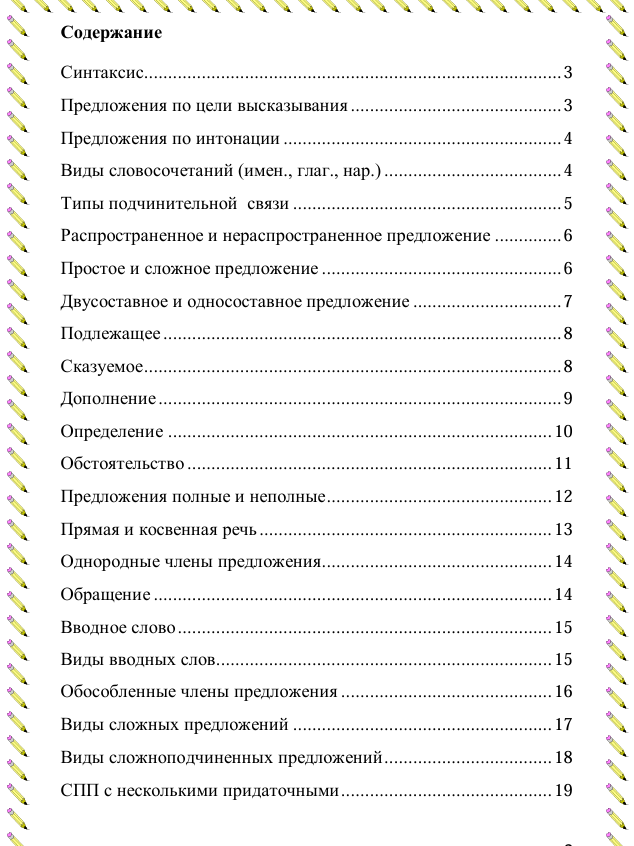 Содержание
Синтаксис.......................................................................................3
Предложения по цели высказывания............................................3
Предложения по интонации..........................................................4
Виды словосочетаний (имен., глаг., нар.).....................................4
Типы подчинительной связи........................................................5
Распространенное и нераспространенное предложение..............6
Простое и сложное предложение..................................................6
Двусоставное и односоставное предложение...............................7
Подлежащее...................................................................................8
Сказуемое.......................................................................................8
Дополнение....................................................................................9
Определение................................................................................10
Обстоятельство............................................................................11
Предложения полные и неполные...............................................12
Прямая и косвенная речь.............................................................13
Однородные члены предложения................................................14
Обращение...................................................................................14
Вводное слово..............................................................................15
Виды вводных слов......................................................................15
Обособленные члены предложения............................................16
Виды сложных предложений......................................................17
Виды сложноподчиненных предложений...................................18
СПП с несколькими придаточными............................................19